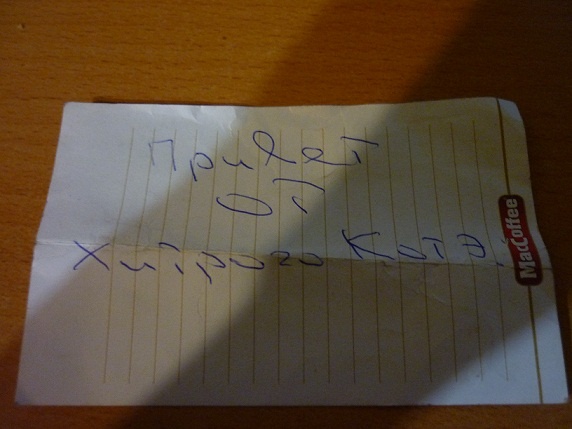 Привет
от
Хитрого Кота!
MacCoffee